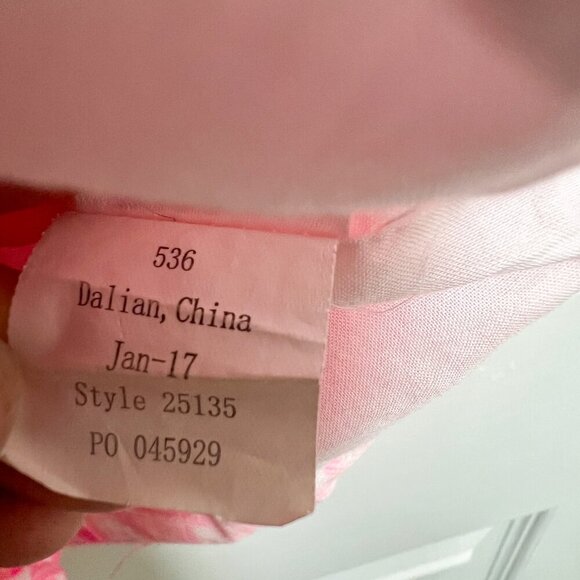 536
Dalian, China
Jan-17
Style 25135
PO 045929